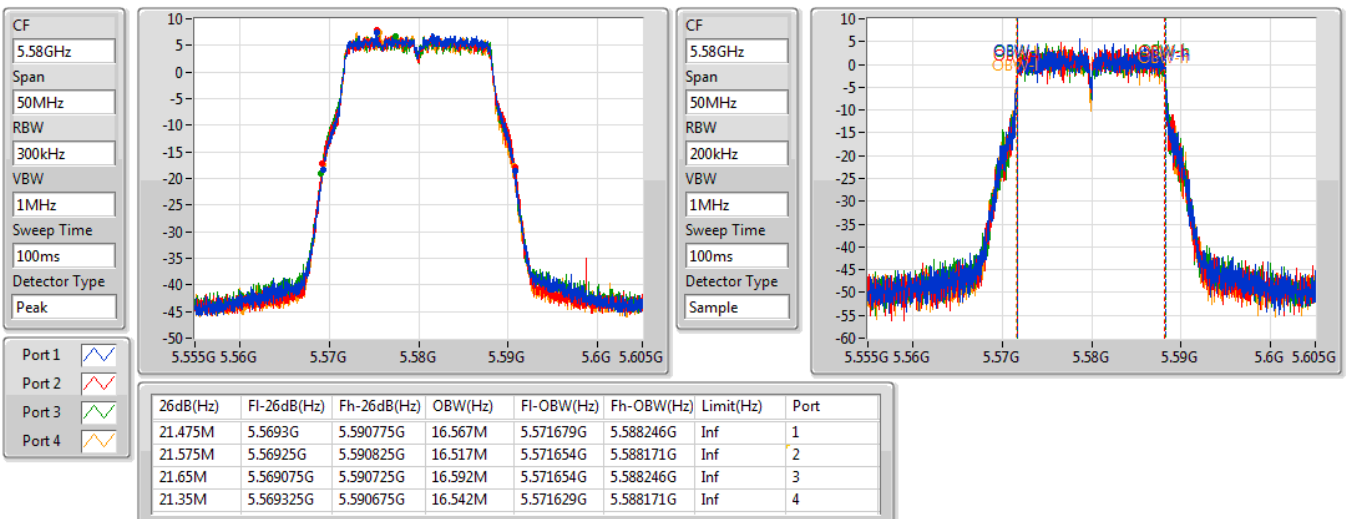 CF
5.58GHz
Span
50MHz
RBW
300kHz
VBW
1MHz
Sweep Time
100ms
Detector Type
Peak
10
5
0
-5
-10
-15
-20
-25
-30
-35
-40
-45
-50
5.555G 5.56G 5.57G 5.58G 5.59G 5.6G 5.605G
CF
5.58GHz
Span
50MHz
RBW
200kHz
VBW
1MHz
Sweep Time
100ms
Detector Type
Sample
10
5
0
-5
-10
-15
-20
-25
-30
-35
-40
-45
-50
-55
-60
OBW-h
5.555G 5.56G 5.57G 5.58G 5.59G 5.6G 5.605G
Port 1
Port 2
Port 3
Port 4
26dB(Hz) Fl-26dB(Hz) Fh-26dB(Hz) OBW(Hz) Fl-OBW(Hz) Fh-OBW(Hz) Limit(Hz) Port
21.475M 5.5693G 5.590775G 16.567M 5.571679G 5.588246G Inf 1
21.575M 5.56925G 5.590825G 16.517M 5.571654G 5.588171G Inf 2
21.65M 5.569075G 5.590725G 16.592M 5.571654G 5.588246G Inf 3
21.35M 5.569325G 5.590675G 16.542M 5.571629G 5.588171G Inf 4